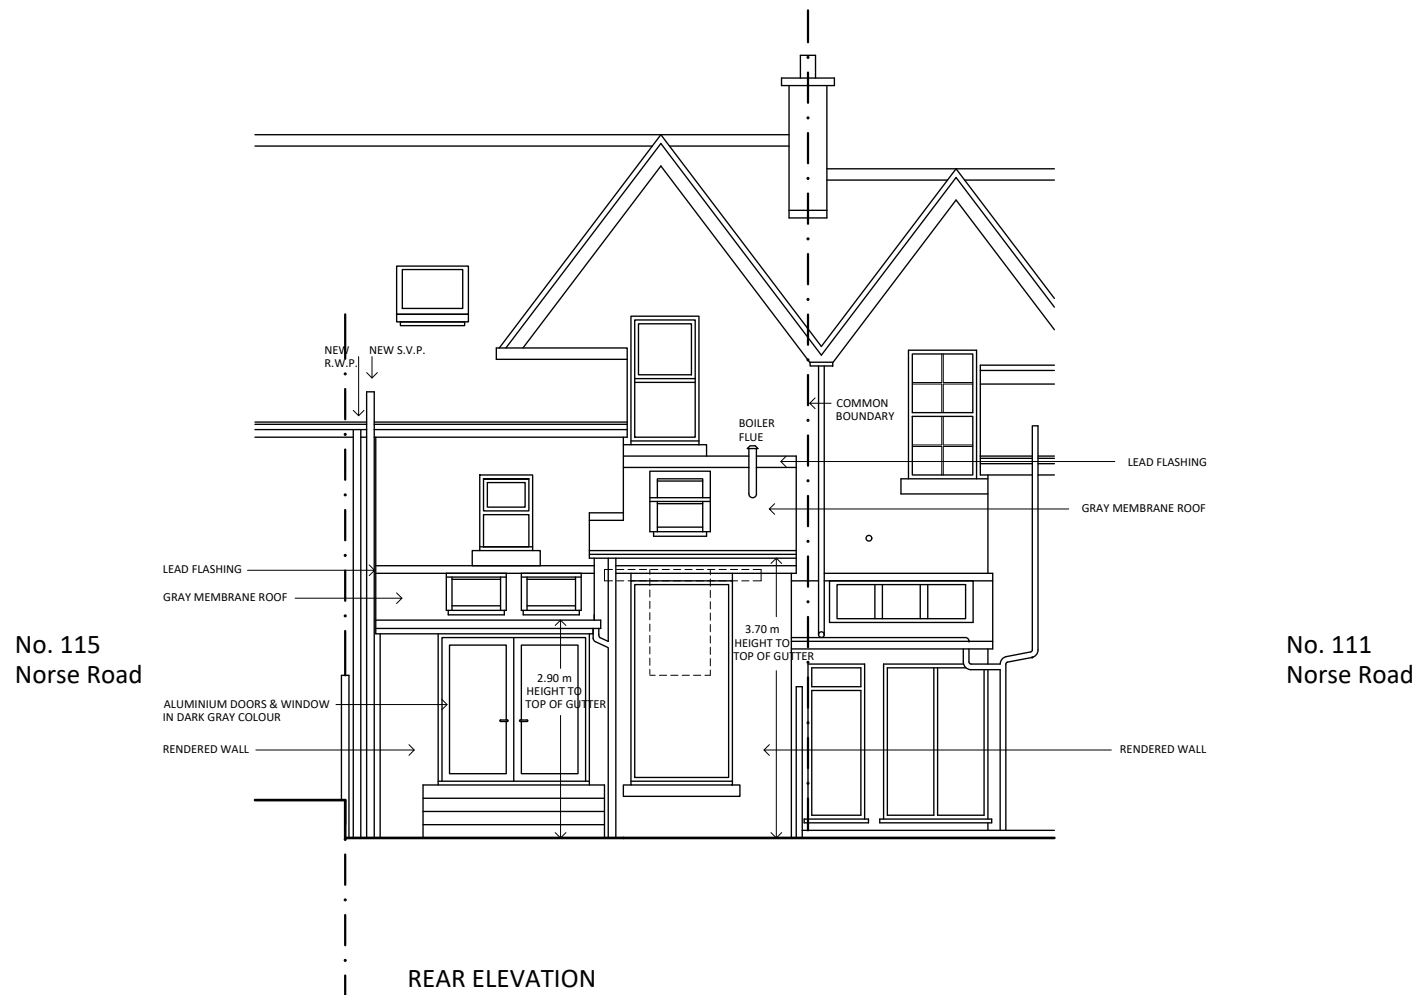 NEW
R.W.P.
NEW S.V.P.
COMMON
BOUNDARY
BOILER
FLUE
LEAD FLASHING
GRAY MEMBRANE ROOF
LEAD FLASHING
GRAY MEMBRANE ROOF
No. 115
Norse Road
3.70 m
HEIGHT TO
TOP OF GUTTER
No. 111
Norse Road
2.90 m
HEIGHT TO
TOP OF GUTTER
ALUMINIUM DOORS & WINDOW
IN DARK GRAY COLOUR
RENDERED WALL
RENDERED WALL
REAR ELEVATION